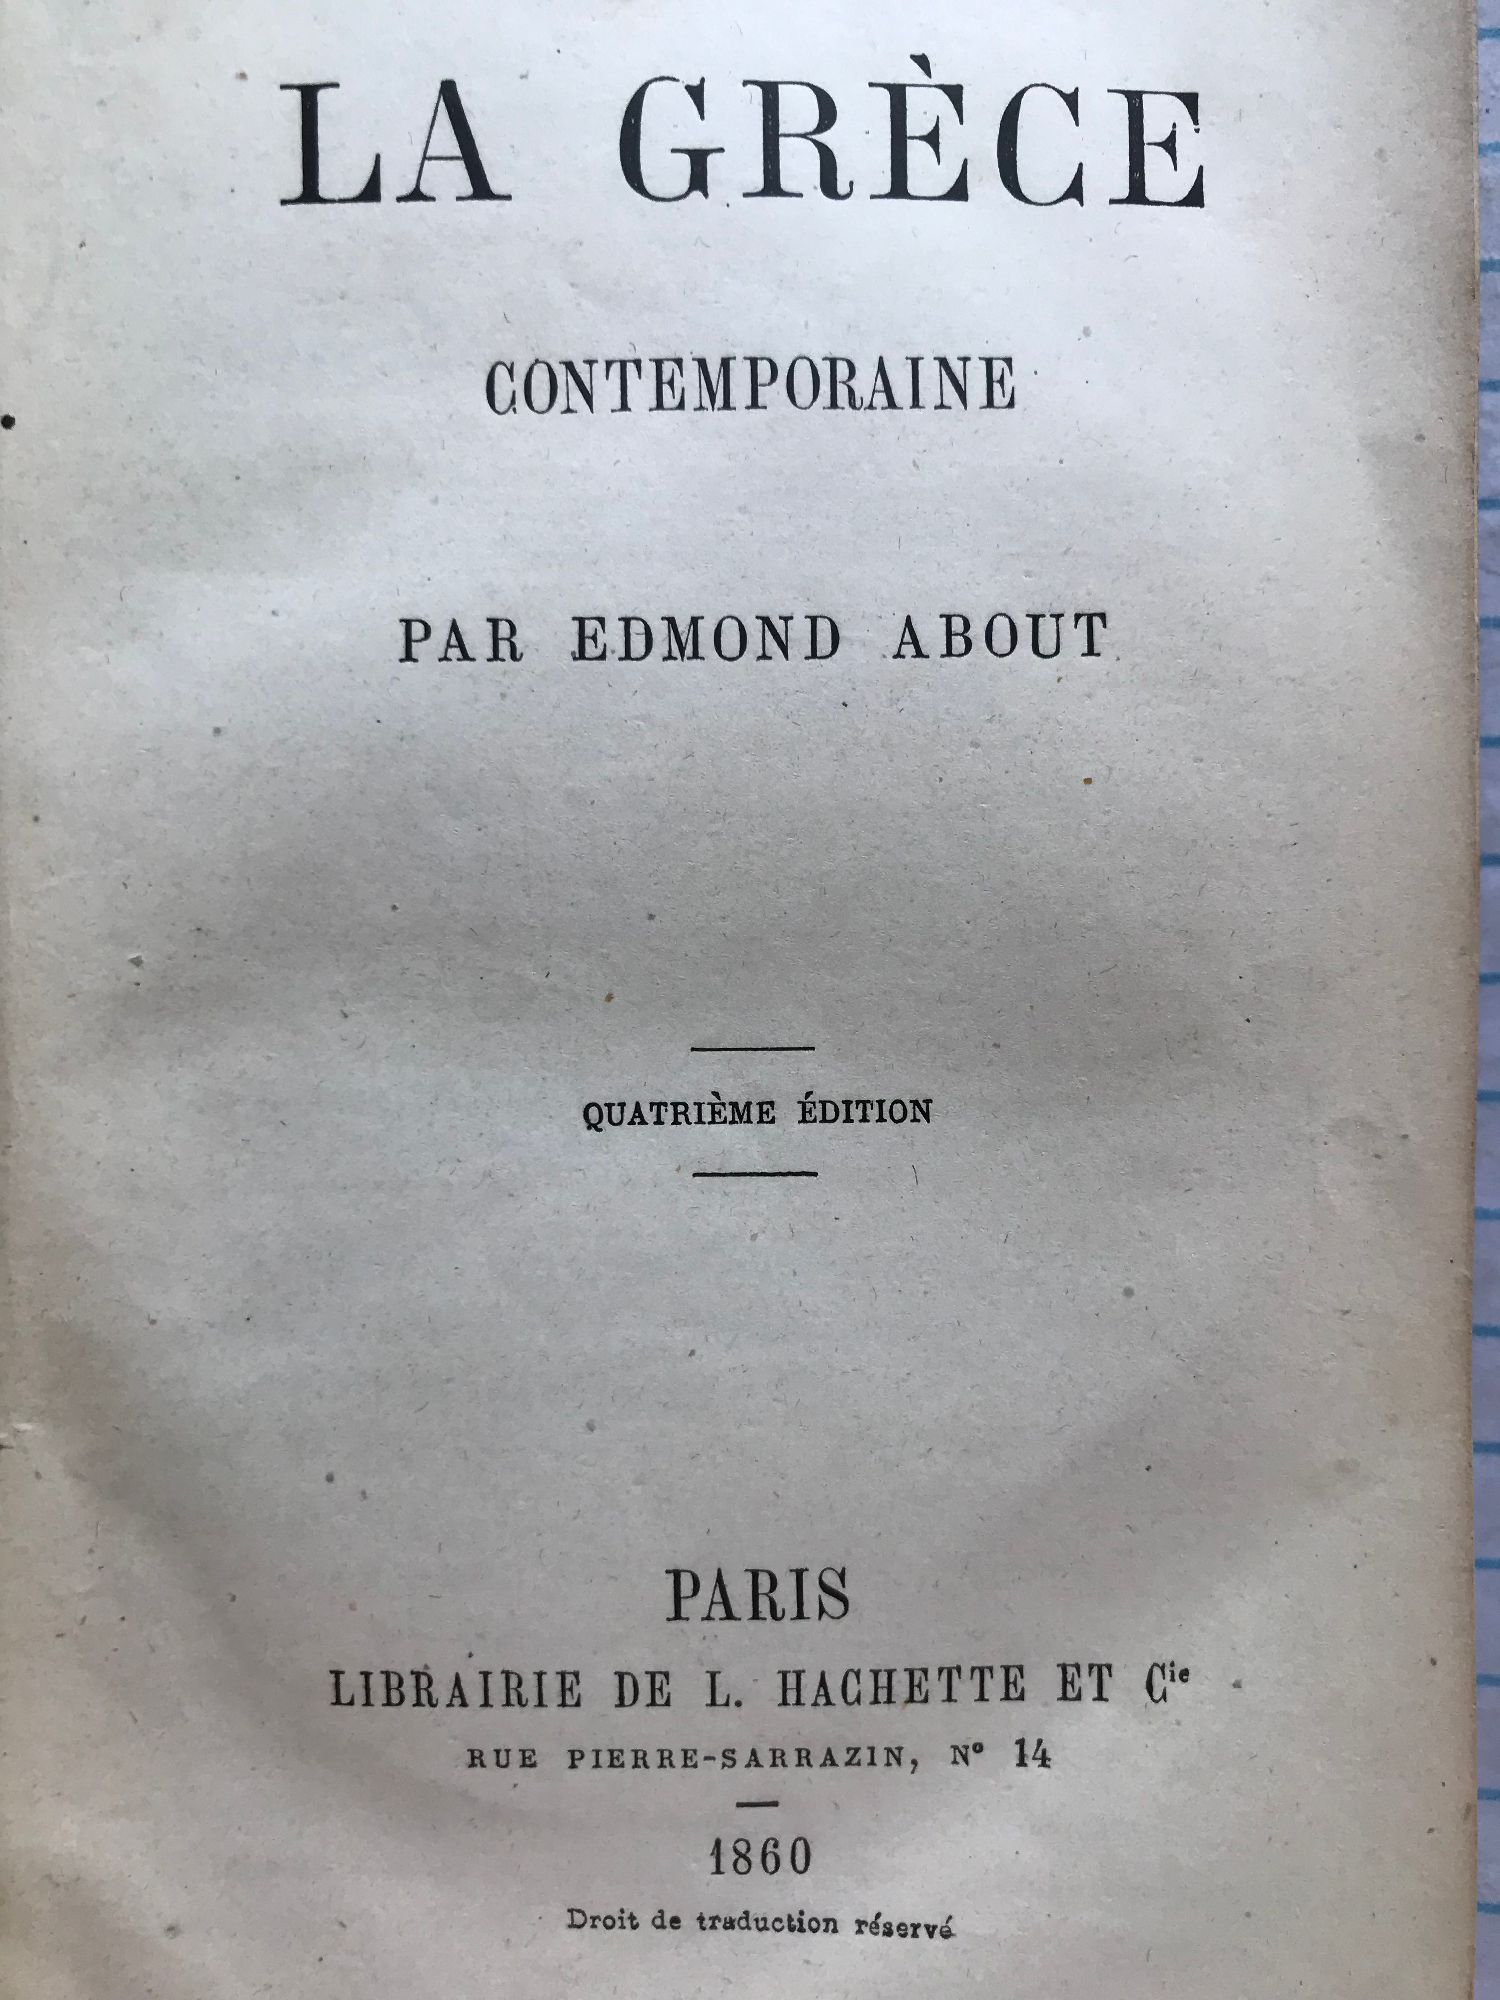 LA GRÈCE
CONTEMPORAINE
PAR EDMOND ABOUT
QUATRIÈME ÉDITION
PARIS
LIBRAIRIE DE L. HACHETTE ET Cie
RUE PIERRE-SARRAZIN, N° 14
1860
Droit de traduction réservé